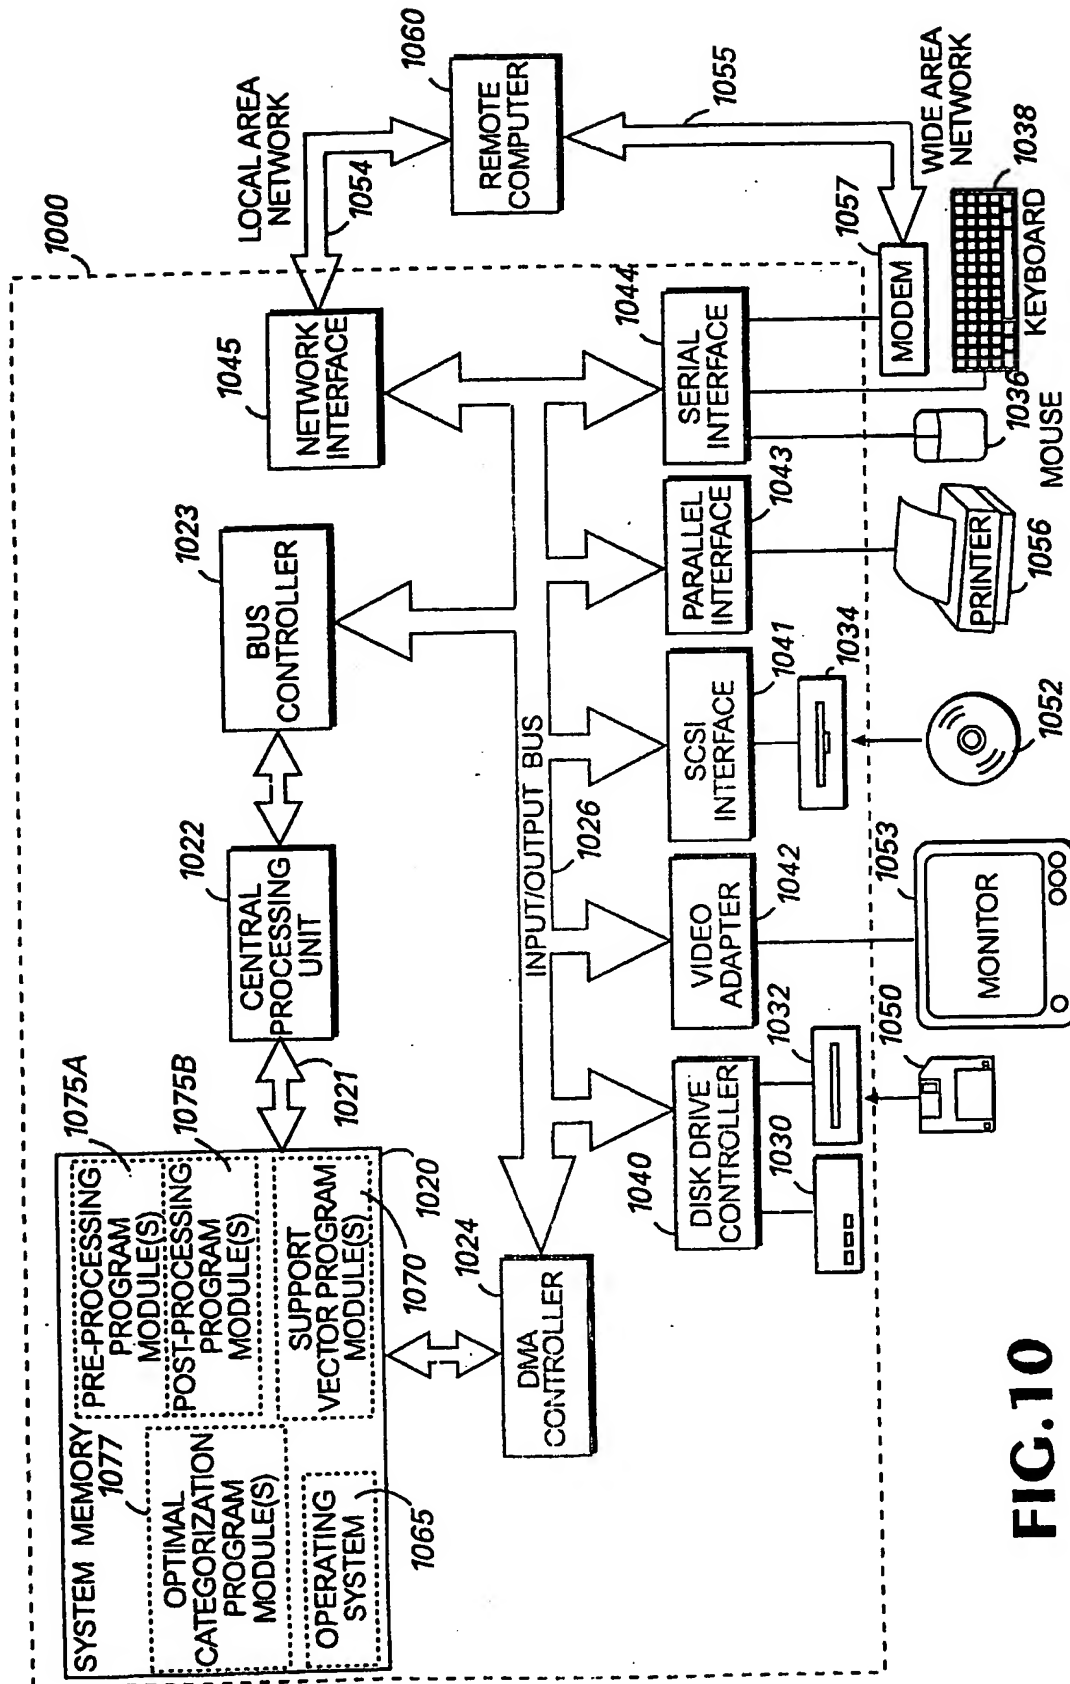 1000
SYSTEM MEMORY
1077
OPTIMAL
CATEGORIZATION
PROGRAM
MODULE(S)
OPERATING
SYSTEM
1065
PRE-PROCESSING
PROGRAM
MODULE(S)
1075A
POST-PROCESSING
PROGRAM
MODULE(S)
1075B
SUPPORT
VECTOR PROGRAM
MODULE(S)
1070
1020
1021
CENTRAL
PROCESSING
UNIT
1022
BUS
CONTROLLER
1023
NETWORK
INTERFACE
1045
LOCAL AREA
NETWORK
1054
REMOTE
COMPUTER
1060
1055
WIDE AREA
NETWORK
DMA
CONTROLLER
1024
INPUT/OUTPUT BUS
1026
DISK DRIVE
CONTROLLER
1040
VIDEO
ADAPTER
1042
SCSI
INTERFACE
1041
PARALLEL
INTERFACE
1043
SERIAL
INTERFACE
1044
1030
1032
1034
MODEM
1057
1050
MONITOR
1053
1052
PRINTER
1056
MOUSE
1036
KEYBOARD
1038
FIG.10